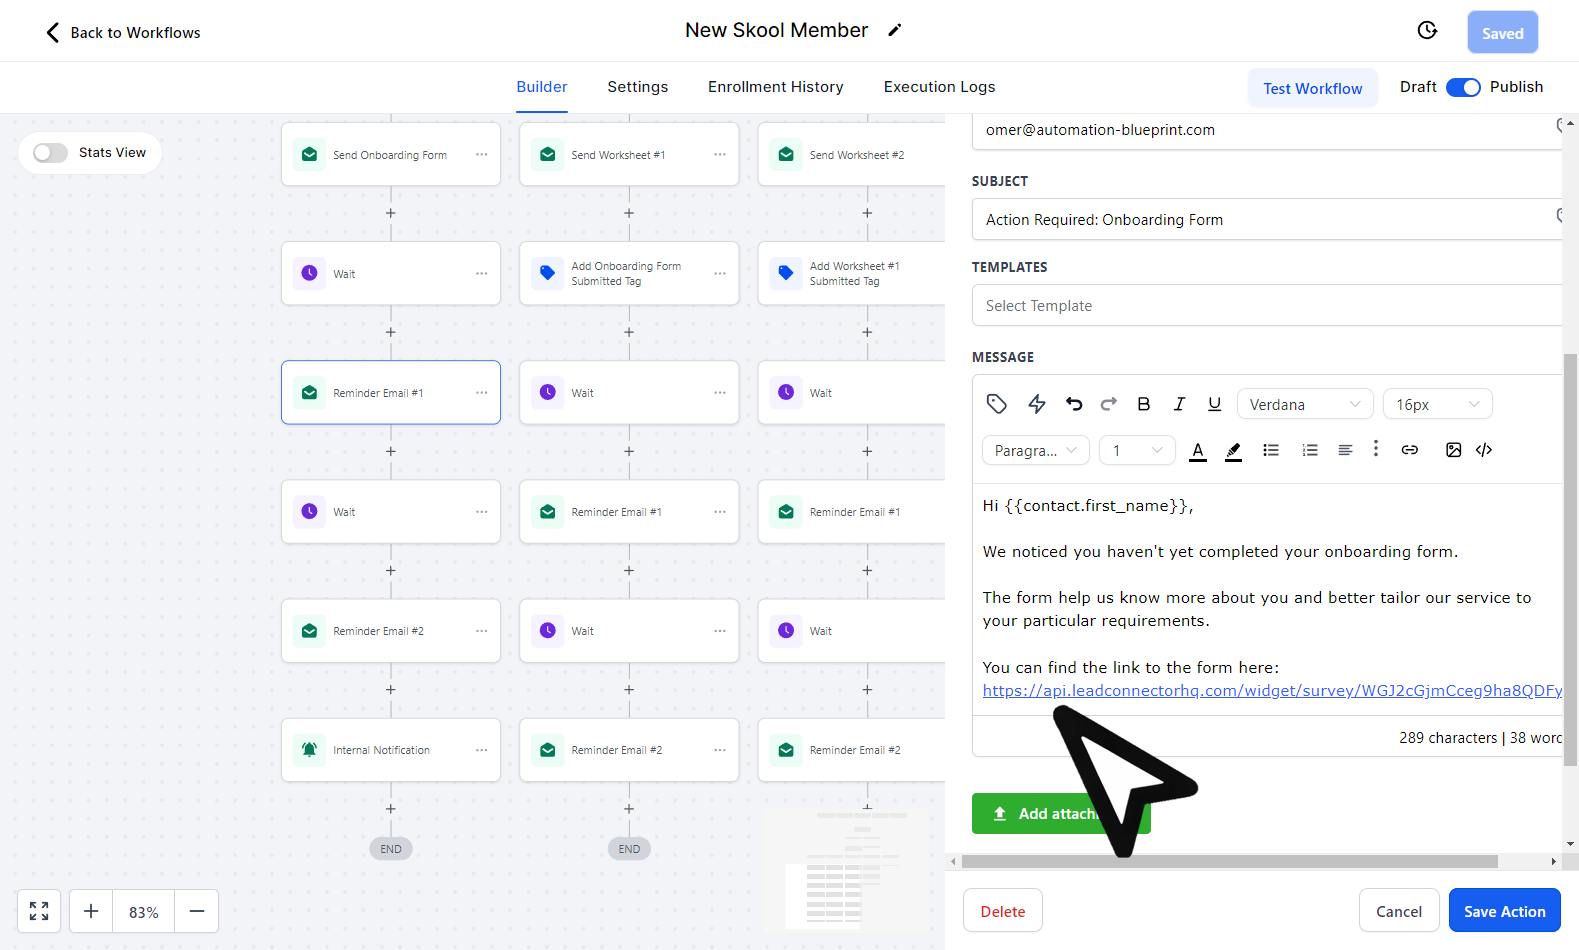 Back to Workflows
New Skool Member
Saved
Builder
Settings
Enrollment History
Execution Logs
Test Workflow
Draft
Publish
Stats View
Send Onboarding Form
Send Worksheet #1
Send Worksheet #2
Wait
Add Onboarding Form
Submitted Tag
Add Worksheet #1
Submitted Tag
Reminder Email #1
Wait
Wait
Wait
Reminder Email #1
Reminder Email #1
Reminder Email #2
Wait
Wait
Internal Notification
Reminder Email #2
Reminder Email #2
END
END
83%
omer@automation-blueprint.com
SUBJECT
Action Required: Onboarding Form
TEMPLATES
Select Template
MESSAGE
B I U
Verdana
16px
Paragra...
1
A
Hi {{contact.first_name}},
We noticed you haven't yet completed your onboarding form.
The form help us know more about you and better tailor our service to
your particular requirements.
You can find the link to the form here:
https://api.leadconnectorhq.com/widget/survey/WGJ2cGjmCceg9ha8QDFy
289 characters | 38 word
Add attach
Delete
Cancel
Save Action